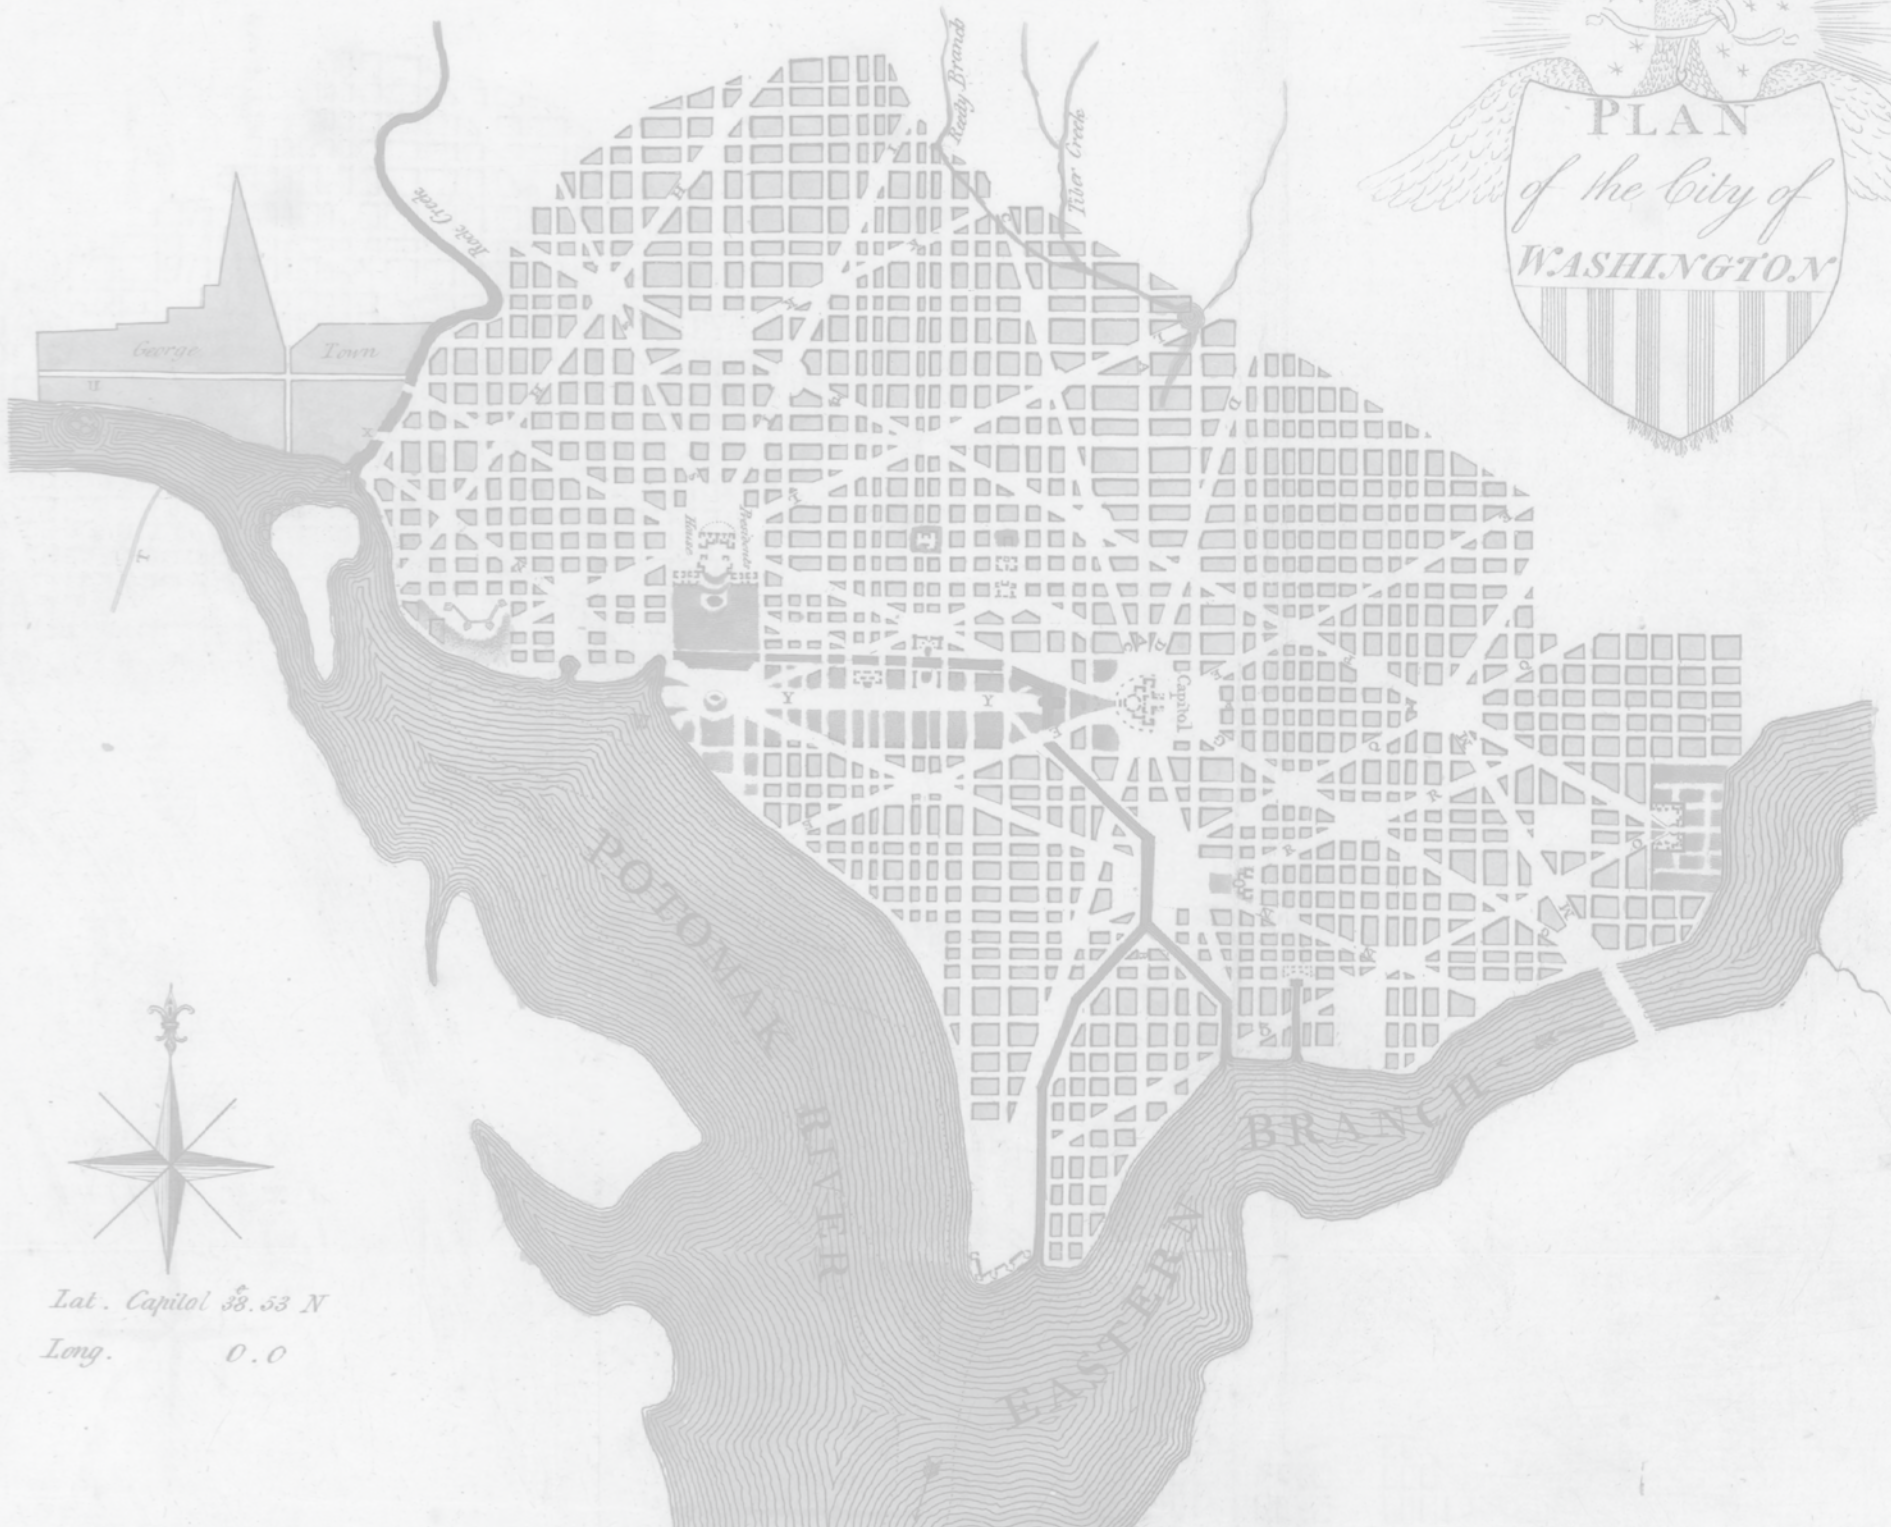 PLAN
of the City of
WASHINGTON
Reedy Branch
Tiber Creek
Rock Creek
George Town
Presidents
House
Capitol
POTOMAK
RIVER
EASTERN
BRANCH
Lat. Capitol 38.53 N
Long. 0.0